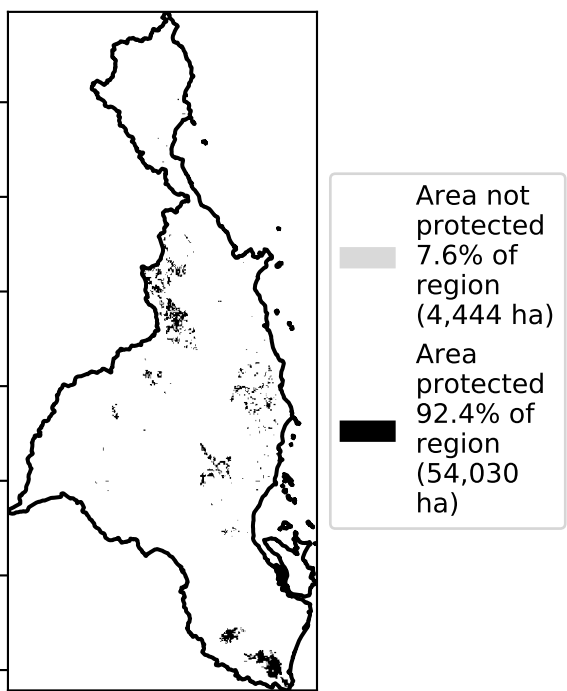 Area not
protected
7.6% of
region
(4,444 ha)
Area
protected
92.4% of
region
(54,030
ha)